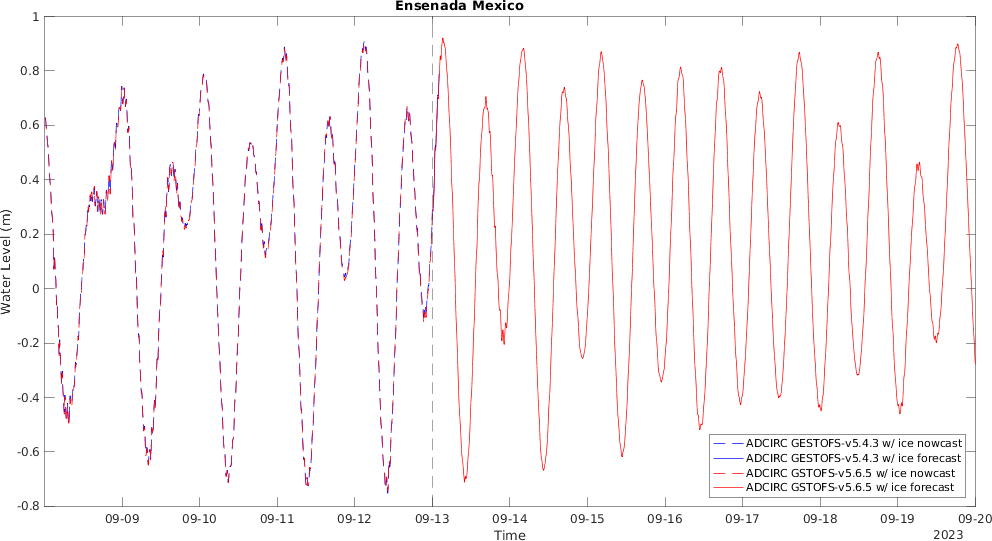 Ensenada Mexico
Water Level (m)
1
0.8
0.6
0.4
0.2
0
-0.2
-0.4
-0.6
-0.8
09-09 09-10 09-11 09-12 09-13 09-14 09-15 09-16 09-17 09-18 09-19 09-20
Time
2023
ADCIRC GESTOFS-v5.4.3 w/ ice nowcast
ADCIRC GESTOFS-v5.4.3 w/ ice forecast
ADCIRC GSTOFS-v5.6.5 w/ ice nowcast
ADCIRC GSTOFS-v5.6.5 w/ ice forecast